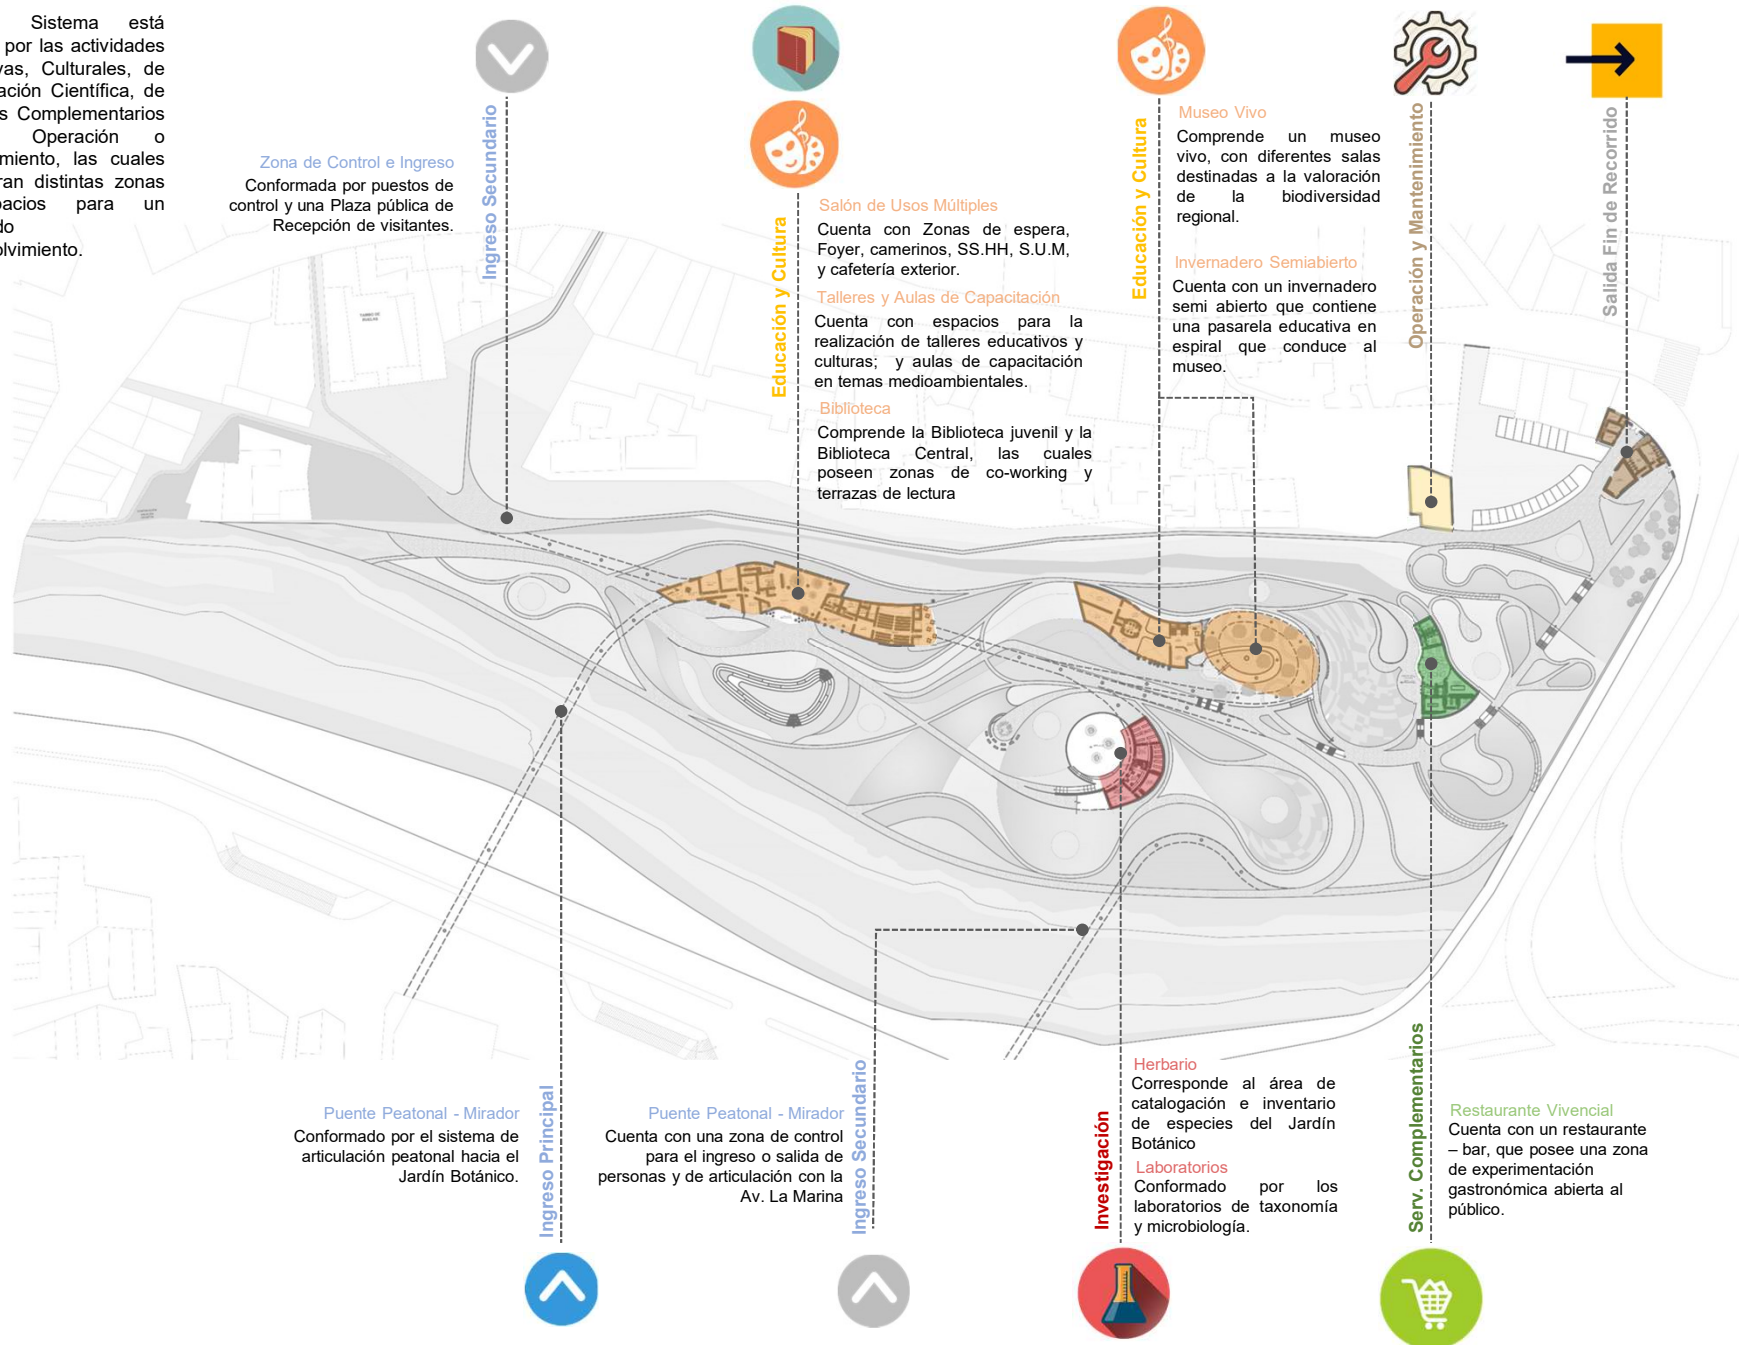 Sistema está
por las actividades
vas, Culturales, de
ación Científica, de
s Complementarios
Operación o
miento, las cuales
ran distintas zonas
pacios para un
do
olvimiento.
Zona de Control e Ingreso
Conformada por puestos de
control y una Plaza pública de
Recepción de visitantes.
Ingreso Secundario
Educación y Cultura
Salón de Usos Múltiples
Cuenta con Zonas de espera,
Foyer, camerinos, SS.HH, S.U.M,
y cafetería exterior.
Talleres y Aulas de Capacitación
Cuenta con espacios para la
realización de talleres educativos y
culturas; y aulas de capacitación
en temas medioambientales.
Biblioteca
Comprende la Biblioteca juvenil y la
Biblioteca Central, las cuales
poseen zonas de co-working y
terrazas de lectura
Educación y Cultura
Museo Vivo
Comprende un museo
vivo, con diferentes salas
destinadas a la valoración
de la biodiversidad
regional.
Invernadero Semiabierto
Cuenta con un invernadero
semi abierto que contiene
una pasarela educativa en
espiral que conduce al
museo.
Operación y Mantenimiento
Salida Fin de Recorrido
Puente Peatonal - Mirador
Conformado por el sistema de
articulación peatonal hacia el
Jardín Botánico.
Ingreso Principal
Puente Peatonal - Mirador
Cuenta con una zona de control
para el ingreso o salida de
personas y de articulación con la
Av. La Marina
Ingreso Secundario
Investigación
Herbario
Corresponde al área de
catalogación e inventario
de especies del Jardín
Botánico
Laboratorios
Conformado por los
laboratorios de taxonomía
y microbiología.
Serv. Complementarios
Restaurante Vivencial
Cuenta con un restaurante
– bar, que posee una zona
de experimentación
gastronómica abierta al
público.